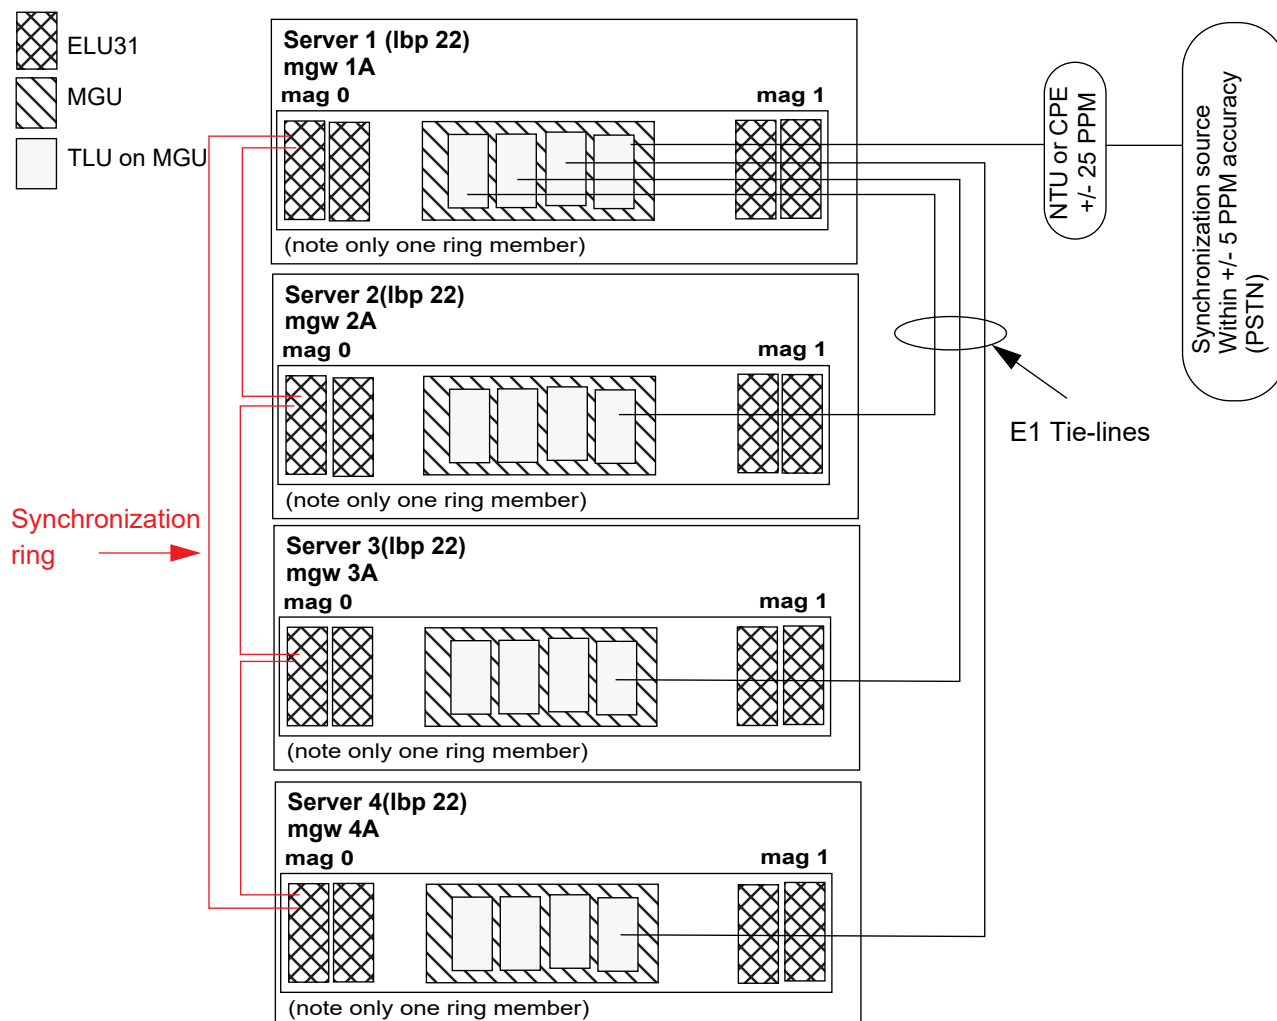 ELU31
MGU
TLU on MGU
Server 1 (lbp 22)
mgw 1A
mag 0
mag 1
(note only one ring member)
Server 2(lbp 22)
mgw 2A
mag 0
mag 1
(note only one ring member)
Server 3(lbp 22)
mgw 3A
mag 0
mag 1
(note only one ring member)
Server 4(lbp 22)
mgw 4A
mag 0
mag 1
(note only one ring member)
Synchronization
ring
NTU or CPE
+/- 25 PPM
Synchronization source
Within +/- 5 PPM accuracy
(PSTN)
E1 Tie-lines